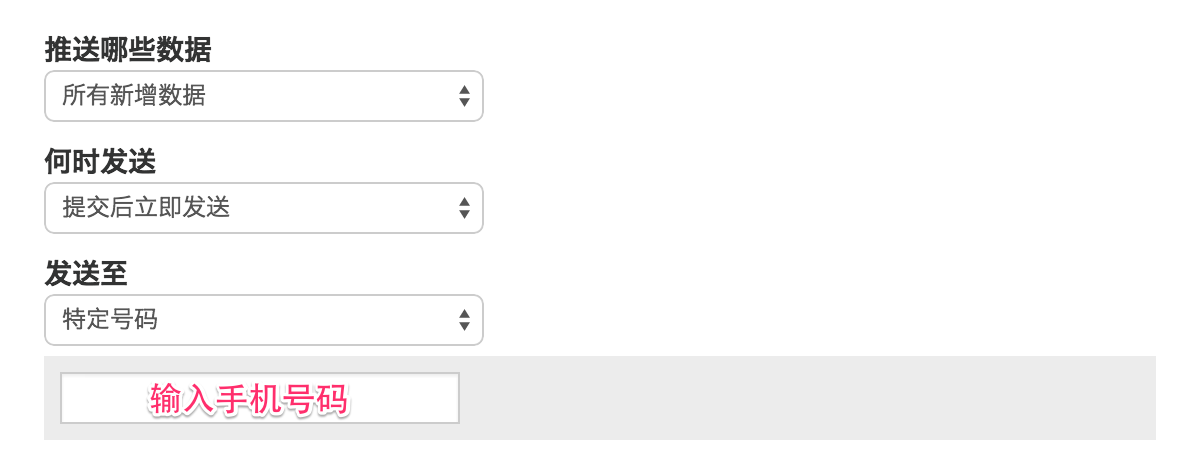 推送哪些数据
所有新增数据
何时发送
提交后立即发送
发送至
特定号码
输入手机号码